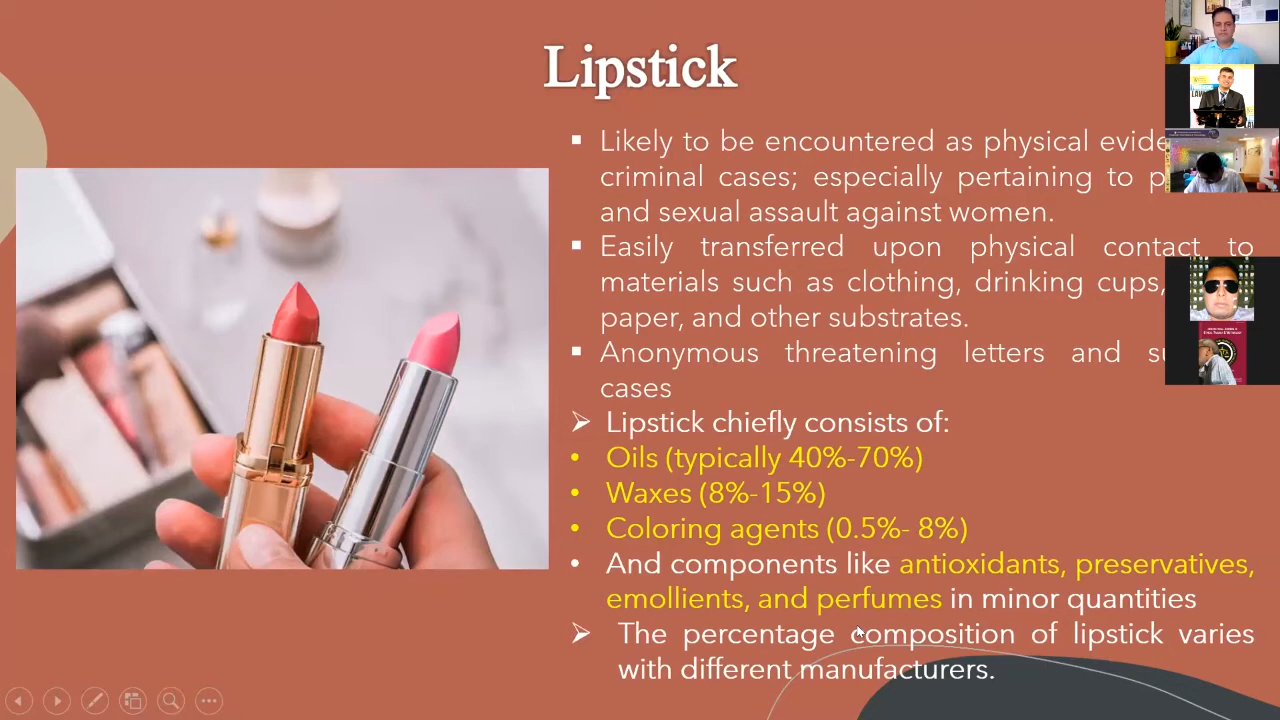 Lipstick
▪ Likely to be encountered as physical
criminal cases; especially pertaining to
and sexual assault against women.
▪ Easily transferred upon physical contact to
materials such as clothing, drinking cups,
paper, and other substrates.
▪ Anonymous threatening letters and
cases
➢ Lipstick chiefly consists of:
• Oils (typically 40%-70%)
• Waxes (8%-15%)
• Coloring agents (0.5%- 8%)
• And components like antioxidants, preservatives,
emollients, and perfumes in minor quantities
➢ The percentage composition of lipstick varies
with different manufacturers.